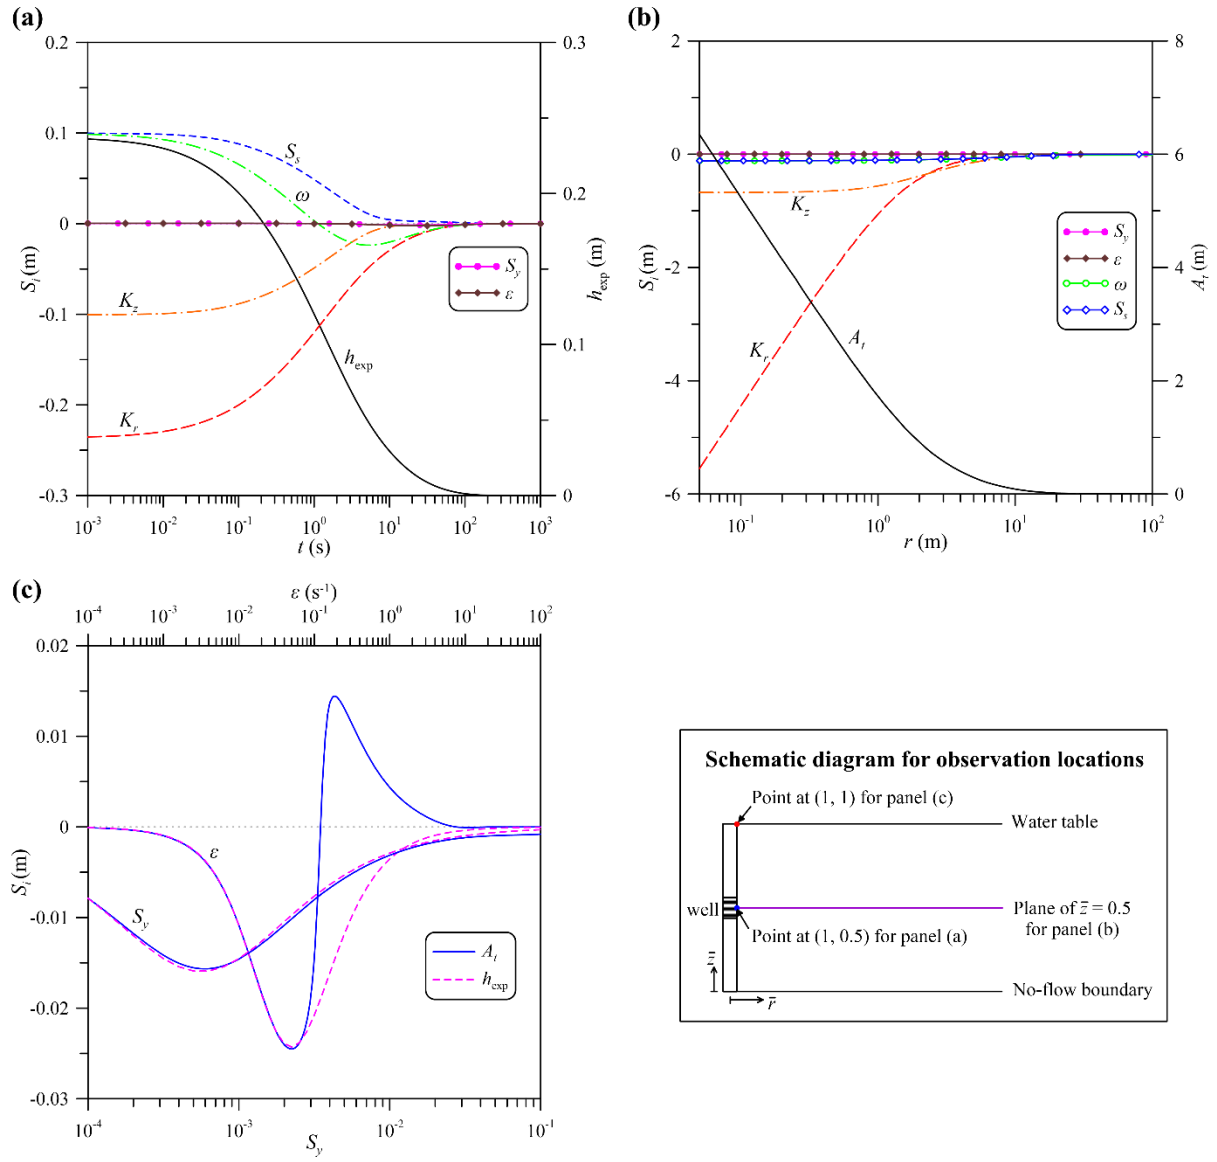 (a)
0.2
0.1
0
-0.1
-0.2
-0.3
S_i (m)
0.3
0.2
0.1
0
h_exp (m)
S_s
ω
K_z
K_r
h_exp
S_y
ε
10^-3 10^-2 10^-1 10^0 10^1 10^2 10^3
t (s)
(b)
2
0
-2
-4
-6
S_i (m)
8
6
4
2
0
A_t (m)
K_z
K_r
A_t
S_y
ε
ω
S_s
10^-1 10^0 10^1 10^2
r (m)
(c)
ε (s^-1)
10^-4 10^-3 10^-2 10^-1 10^0 10^1 10^2
0.02
0.01
0
-0.01
-0.02
-0.03
S_i (m)
ε
S_y
A_t
h_exp
10^-4 10^-3 10^-2 10^-1
S_y
Schematic diagram for observation locations
Point at (1, 1) for panel (c)
Water table
well
Plane of z̄ = 0.5
for panel (b)
Point at (1, 0.5) for panel (a)
z̄
No-flow boundary
r̄